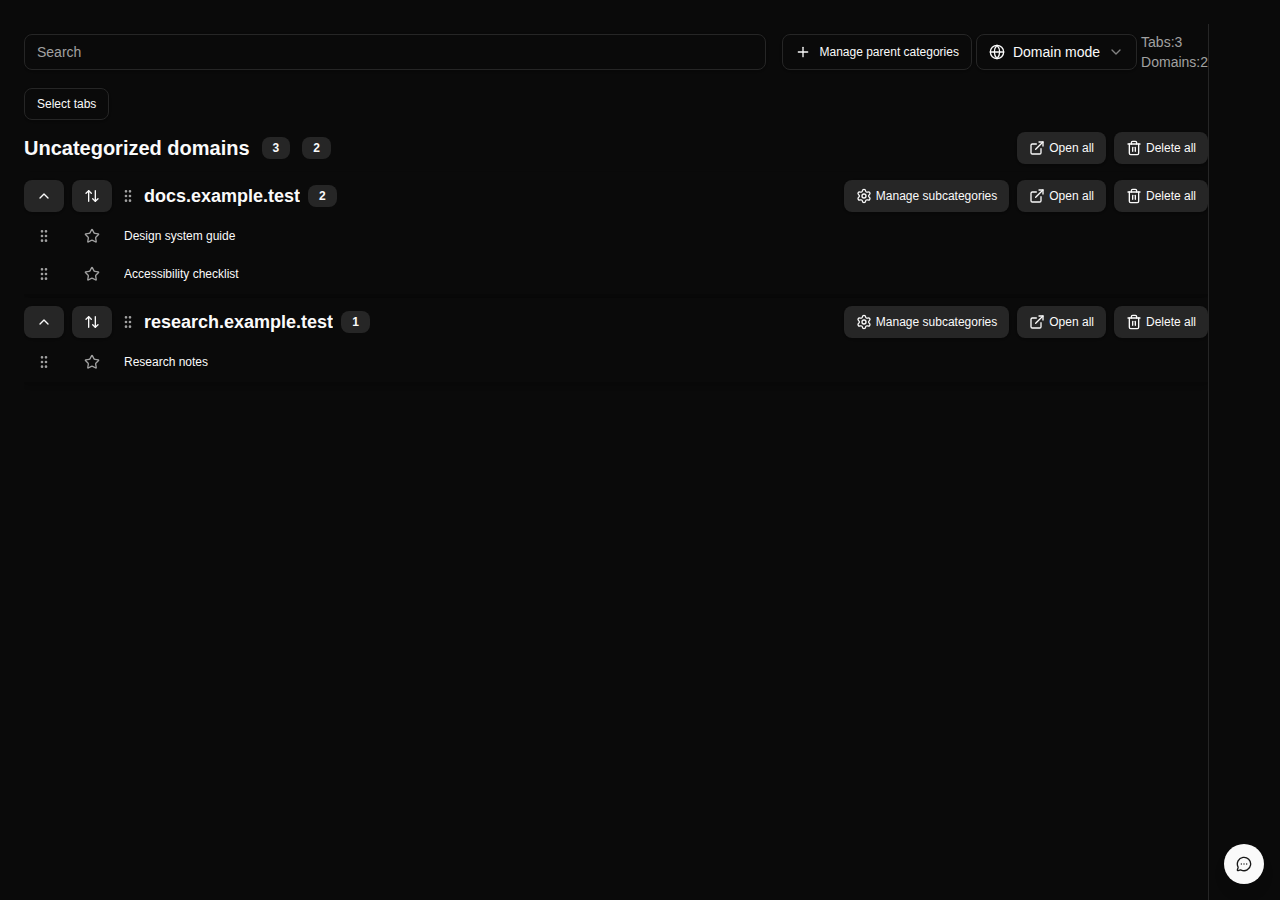 Search
Manage parent categories
Domain mode
Tabs:3
Domains:2
Select tabs
Uncategorized domains 3 2 Open all Delete all
docs.example.test 2 Manage subcategories Open all Delete all
Design system guide
Accessibility checklist
research.example.test 1 Manage subcategories Open all Delete all
Research notes